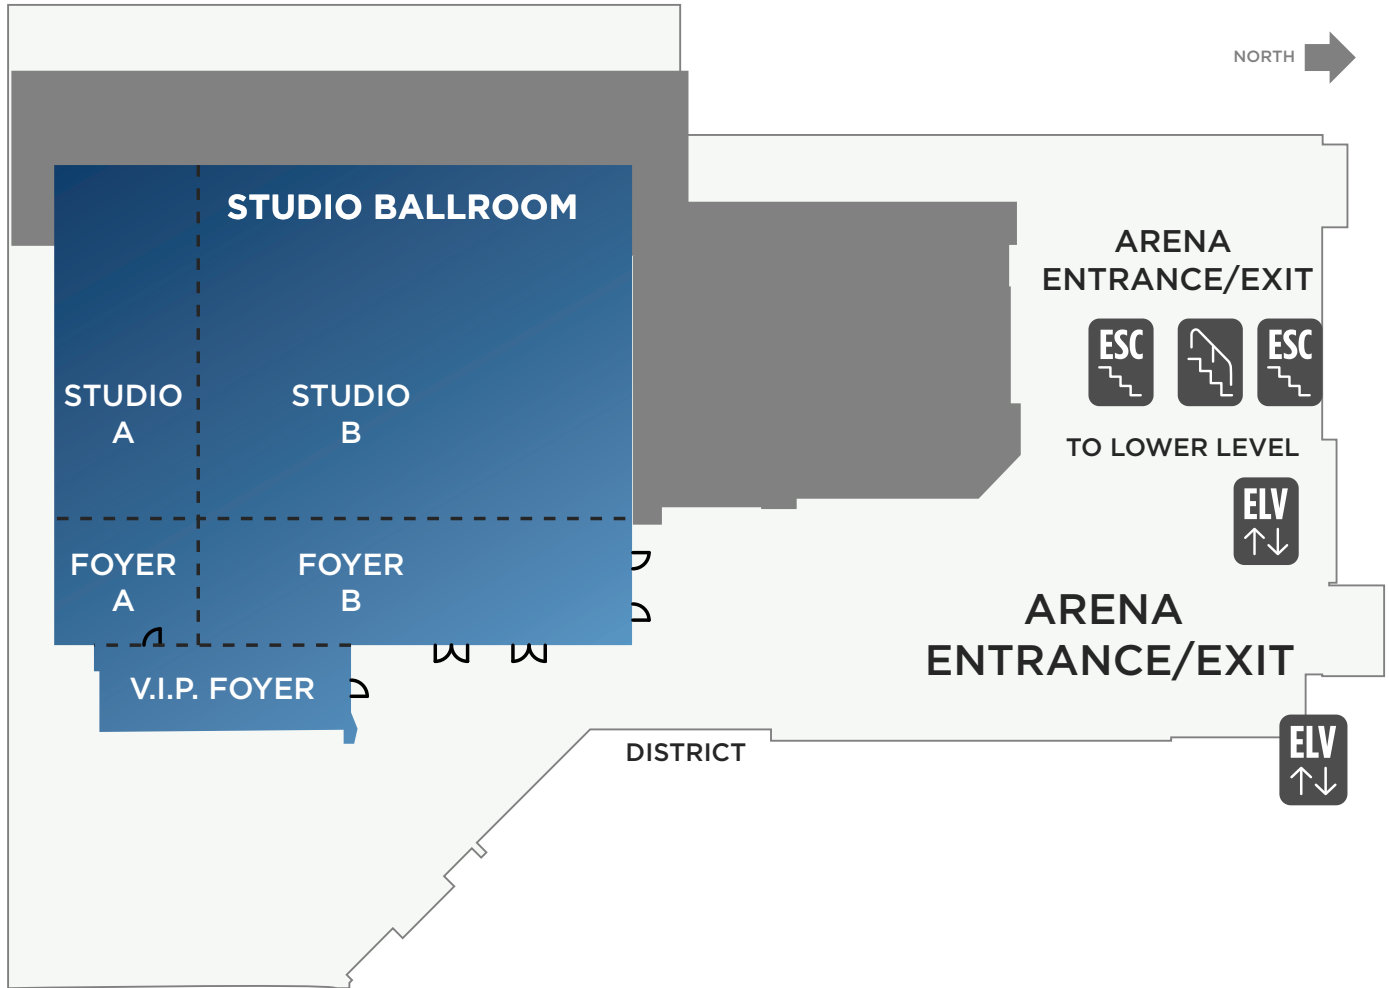 NORTH
STUDIO BALLROOM
ARENA
ENTRANCE/EXIT
ESC
ESC
STUDIO
A
STUDIO
B
TO LOWER LEVEL
ELV
FOYER
A
FOYER
B
ARENA
ENTRANCE/EXIT
V.I.P. FOYER
DISTRICT
ELV